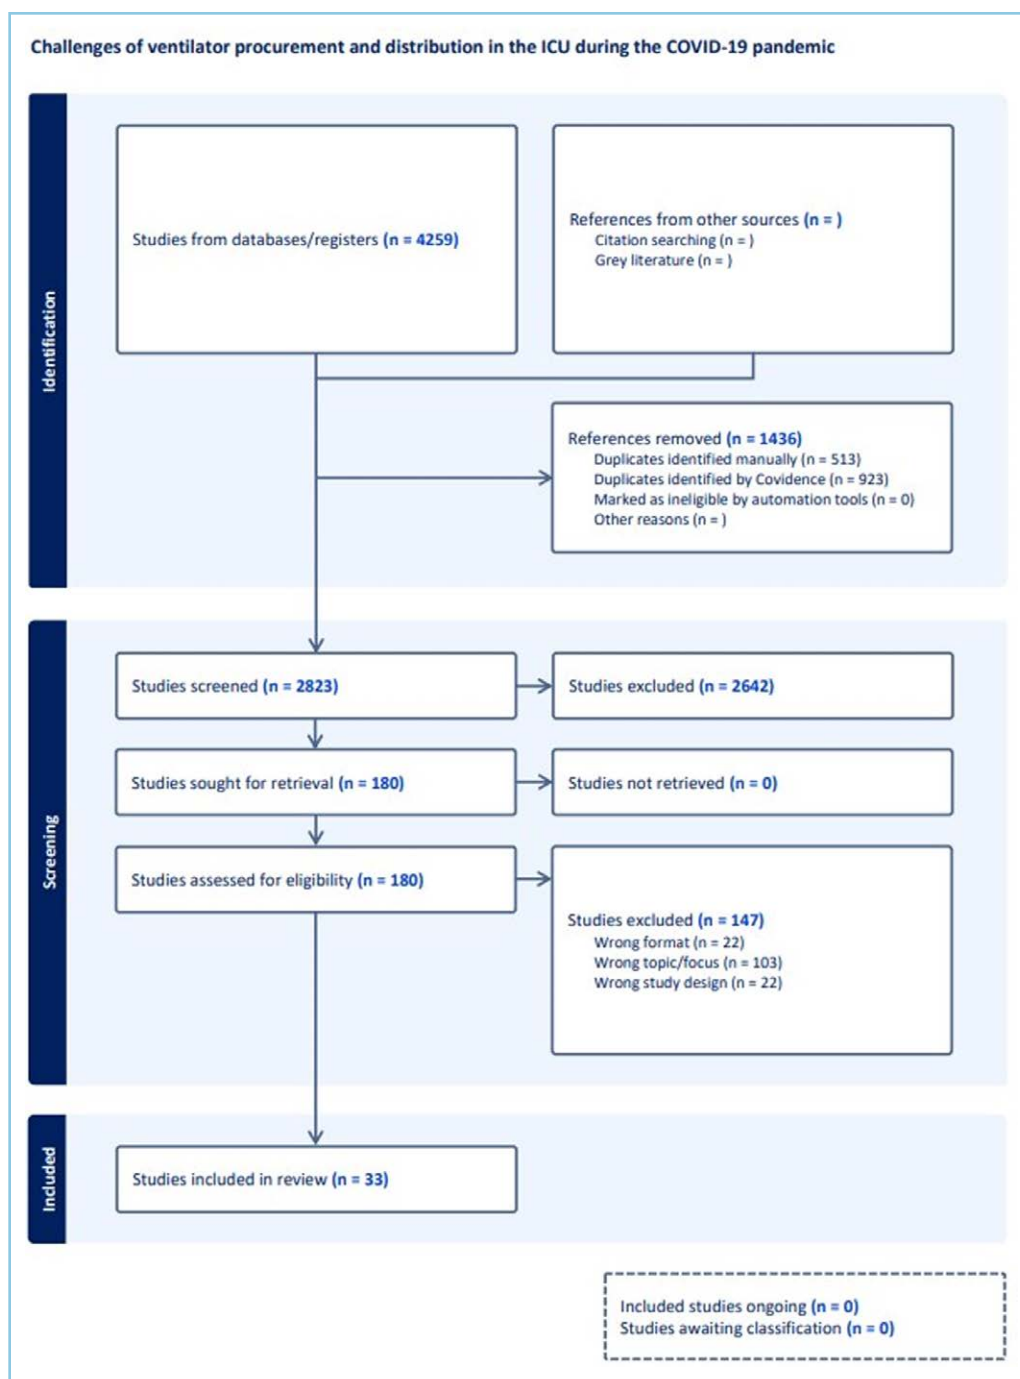 Challenges of ventilator procurement and distribution in the ICU during the COVID-19 pandemic
Identification
Studies from databases/registers (n = 4259)
References from other sources (n = )
Citation searching (n = )
Grey literature (n = )
References removed (n = 1436)
Duplicates identified manually (n = 513)
Duplicates identified by Covidence (n = 923)
Marked as ineligible by automation tools (n = 0)
Other reasons (n = )
Screening
Studies screened (n = 2823)
Studies excluded (n = 2642)
Studies sought for retrieval (n = 180)
Studies not retrieved (n = 0)
Studies assessed for eligibility (n = 180)
Studies excluded (n = 147)
Wrong format (n = 22)
Wrong topic/focus (n = 103)
Wrong study design (n = 22)
Included
Studies included in review (n = 33)
Included studies ongoing (n = 0)
Studies awaiting classification (n = 0)